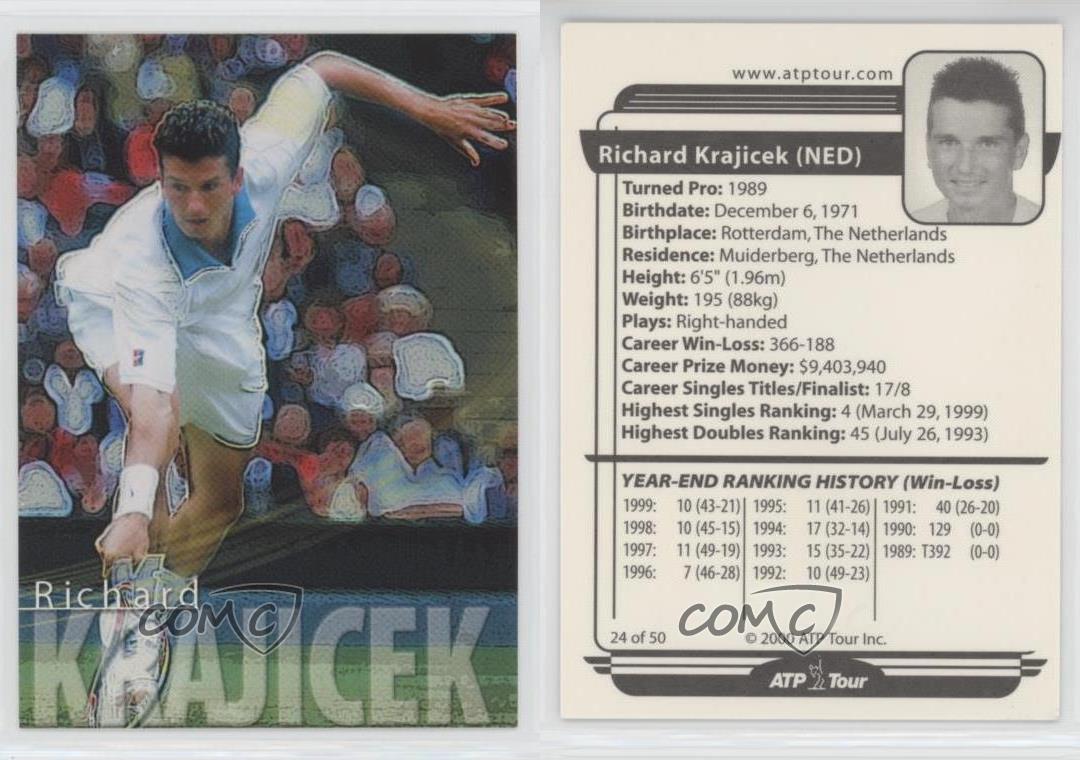 Richard
KRAJICEK
COMC
www.atptour.com
Richard Krajicek (NED)
Turned Pro: 1989
Birthdate: December 6, 1971
Birthplace: Rotterdam, The Netherlands
Residence: Muiderberg, The Netherlands
Height: 6'5" (1.96m)
Weight: 195 (88kg)
Plays: Right-handed
Career Win-Loss: 366-188
Career Prize Money: $9,403,940
Career Singles Titles/Finalist: 17/8
Highest Singles Ranking: 4 (March 29, 1999)
Highest Doubles Ranking: 45 (July 26, 1993)
YEAR-END RANKING HISTORY (Win-Loss)
1999: 10 (43-21) 1995: 11 (41-26) 1991: 40 (26-20)
1998: 10 (45-15) 1994: 17 (32-14) 1990: 129 (0-0)
1997: 11 (49-19) 1993: 15 (35-22) 1989: T392 (0-0)
1996: 7 (46-28) 1992: 10 (49-23)
COMC
24 of 50 © 2000 ATP Tour Inc.
ATP Tour